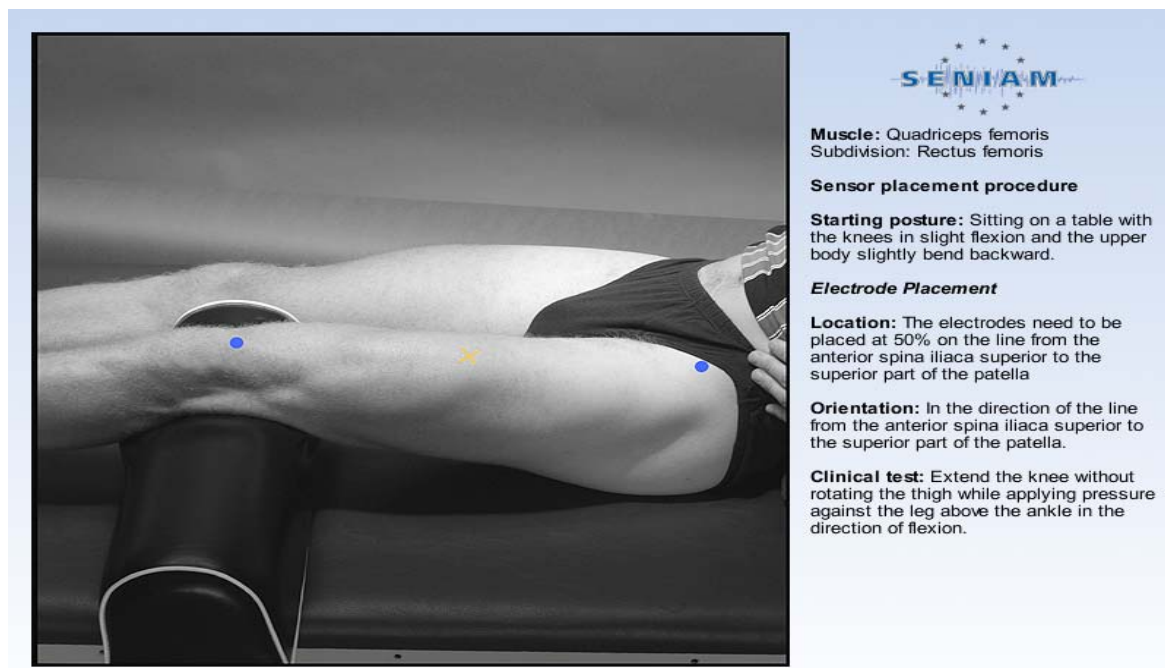 SENIAM
Muscle: Quadriceps femoris
Subdivision: Rectus femoris
Sensor placement procedure
Starting posture: Sitting on a table with
the knees in slight flexion and the upper
body slightly bend backward.
Electrode Placement
Location: The electrodes need to be
placed at 50% on the line from the
anterior spina iliaca superior to the
superior part of the patella
Orientation: In the direction of the line
from the anterior spina iliaca superior to
the superior part of the patella.
Clinical test: Extend the knee without
rotating the thigh while applying pressure
against the leg above the ankle in the
direction of flexion.